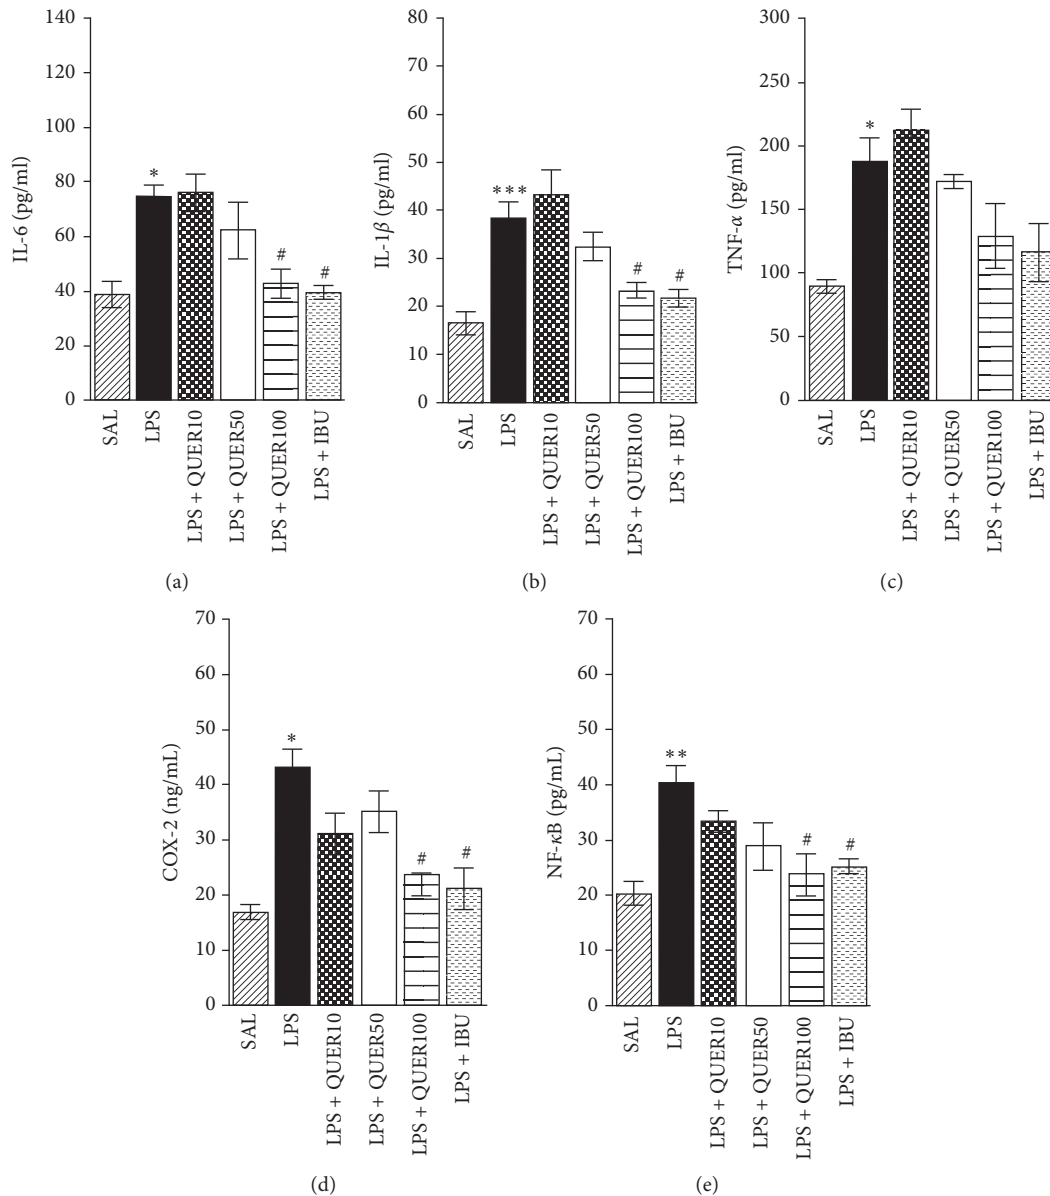 140
120
100
80
60
40
20
0
IL-6 (pg/ml)
*
#
#
SAL
LPS
LPS + QUER10
LPS + QUER50
LPS + QUER100
LPS + IBU
(a)
80
70
60
50
40
30
20
10
0
IL-1β (pg/ml)
***
#
#
SAL
LPS
LPS + QUER10
LPS + QUER50
LPS + QUER100
LPS + IBU
(b)
300
250
200
150
100
50
0
TNF-α (pg/ml)
*
SAL
LPS
LPS + QUER10
LPS + QUER50
LPS + QUER100
LPS + IBU
(c)
70
60
50
40
30
20
10
0
COX-2 (ng/mL)
*
#
#
SAL
LPS
LPS + QUER10
LPS + QUER50
LPS + QUER100
LPS + IBU
(d)
70
60
50
40
30
20
10
0
NF-κB (pg/mL)
**
#
#
SAL
LPS
LPS + QUER10
LPS + QUER50
LPS + QUER100
LPS + IBU
(e)